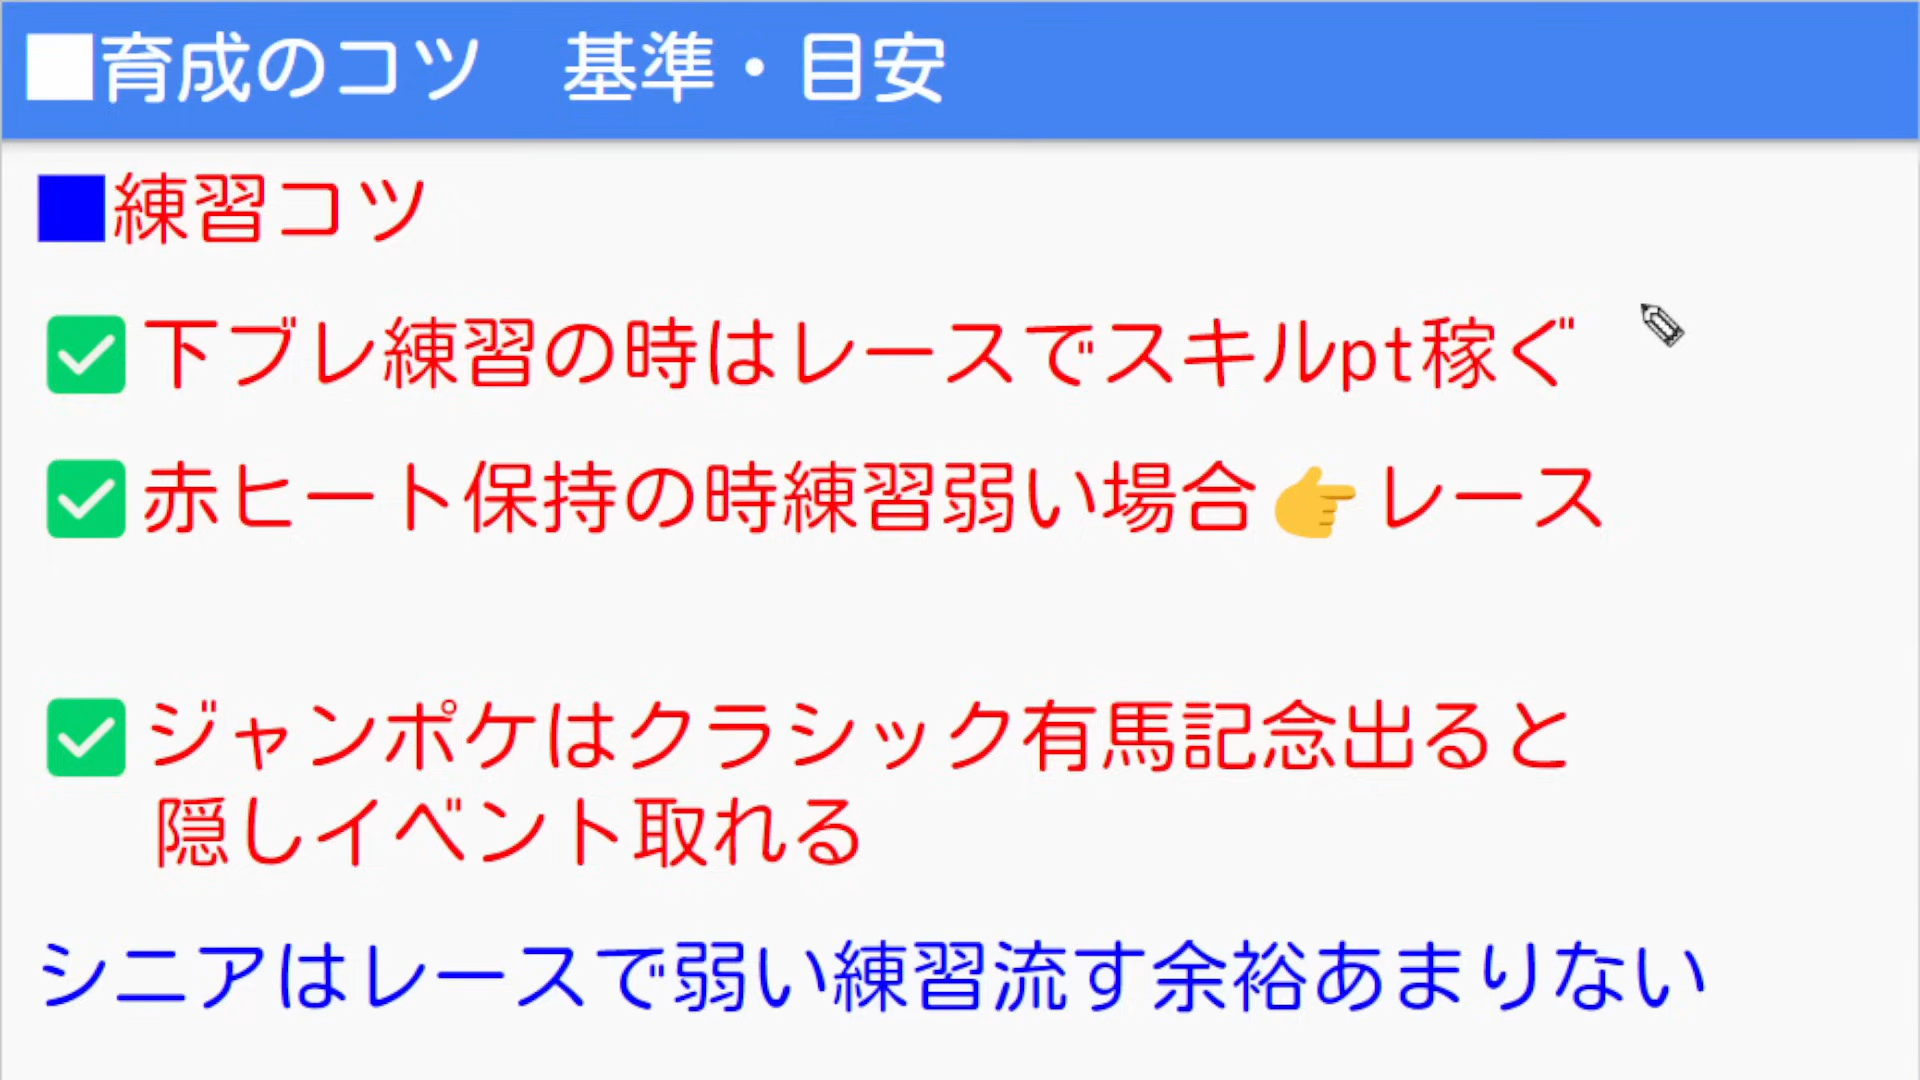 ■育成のコツ　基準・目安
■練習コツ
✅下ブレ練習の時はレースでスキルpt稼ぐ
✅赤ヒート保持の時練習弱い場合👉レース
✅ジャンポケはクラシック有馬記念出ると
隠しイベント取れる
シニアはレースで弱い練習流す余裕あまりない